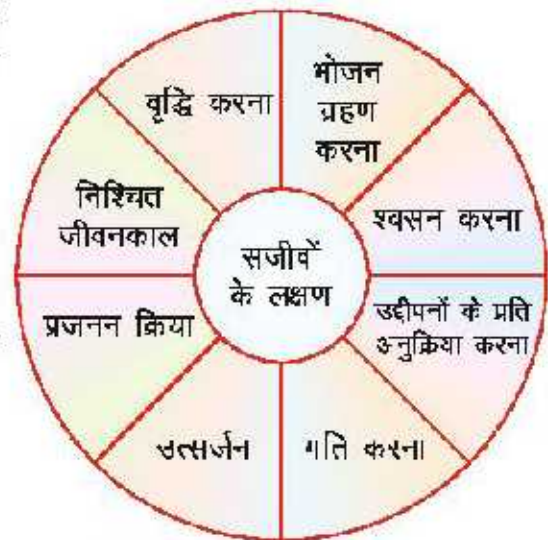 सजीवों
के लक्षण
भोजन
ग्रहण
करना
श्वसन करना
उद्दीपनों के प्रति
अनुक्रिया करना
गति करना
उत्सर्जन
प्रजनन क्रिया
निश्चित
जीवनकाल
वृद्धि करना